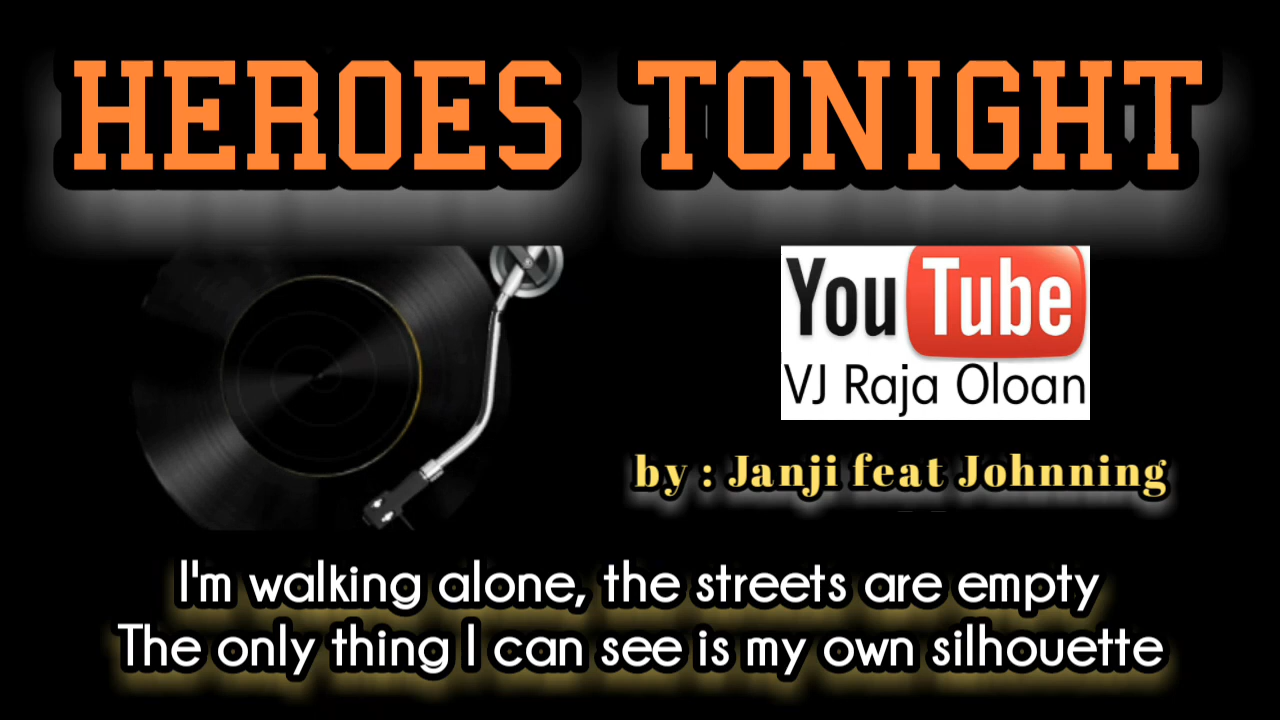 HEROES TONIGHT
YouTube
VJ Raja Oloan
by : Janji feat Johnning
I'm walking alone, the streets are empty
The only thing I can see is my own silhouette